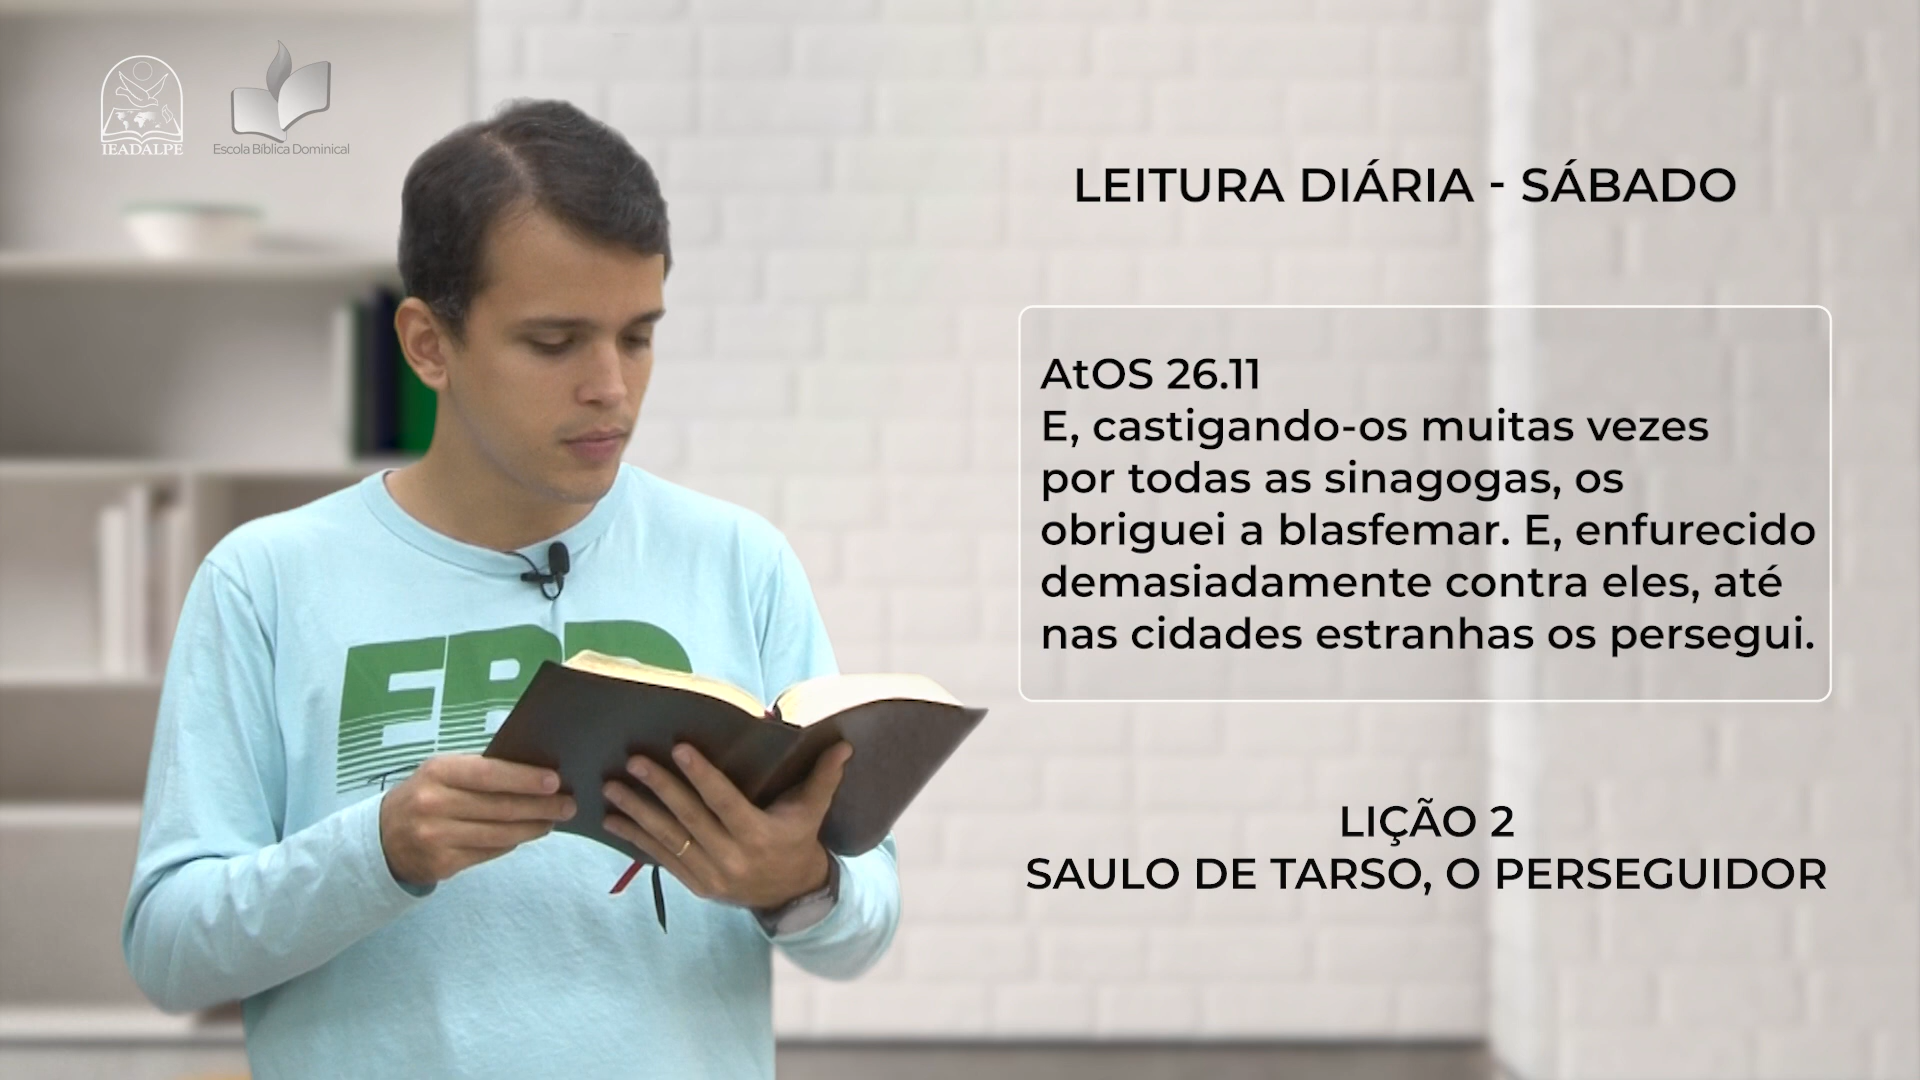 IEADALPE
Escola Bíblica Dominical
LEITURA DIÁRIA - SÁBADO
AtOS 26.11
E, castigando-os muitas vezes
por todas as sinagogas, os
obriguei a blasfemar. E, enfurecido
demasiadamente contra eles, até
nas cidades estranhas os persegui.
EBD
LIÇÃO 2
SAULO DE TARSO, O PERSEGUIDOR